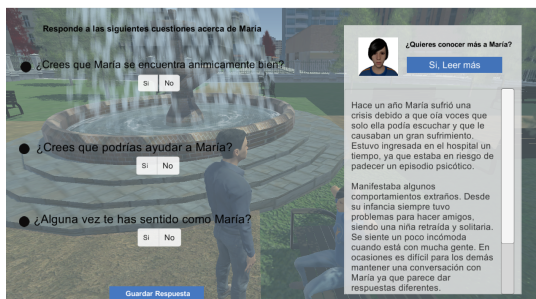 Responde a las siguientes cuestiones acerca de María
¿Crees que María se encuentra animicamente bien?
Si No
¿Crees que podrías ayudar a María?
Si No
¿Alguna vez te has sentido como María?
Si No
Guardar Respuesta
¿Quieres conocer más a María?
Si, Leer más
Hace un año María sufrió una
crisis debido a que oía voces que
solo ella podía escuchar y que le
causaban un gran sufrimiento.
Estuvo ingresada en el hospital un
tiempo, ya que estaba en riesgo de
padecer un episodio psicótico.
Manifestaba algunos
comportamientos extraños. Desde
su infancia siempre tuvo
problemas para hacer amigos,
siendo una niña retraída y solitaria.
Se siente un poco incómoda
cuando está con mucha gente. En
ocasiones es difícil para los demás
mantener una conversación con
María ya que parece dar
respuestas diferentes.